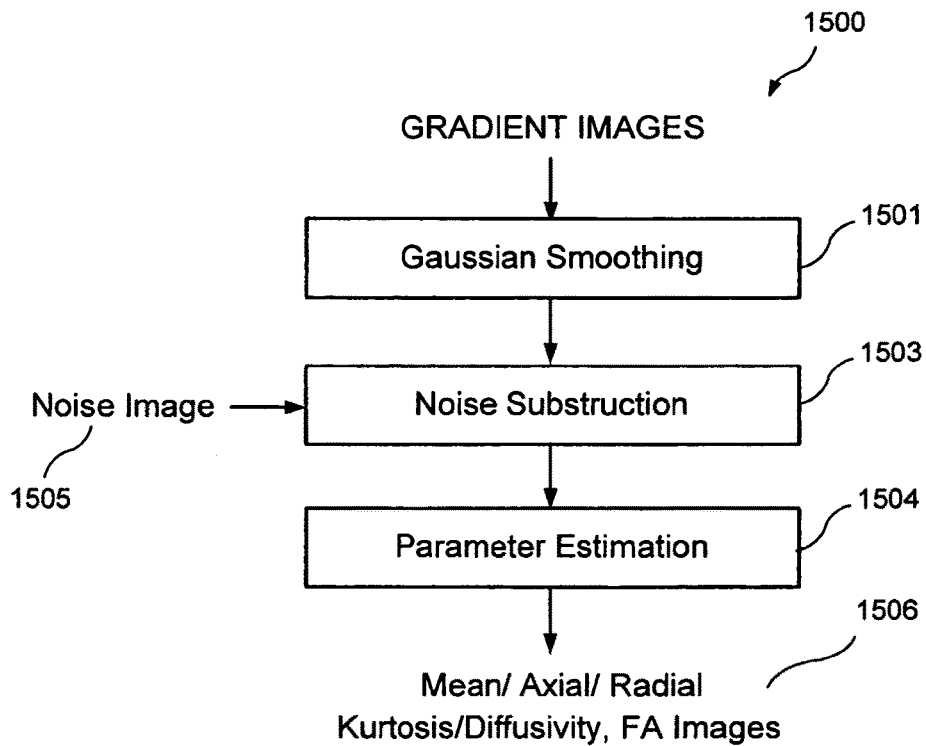 1500
GRADIENT IMAGES
1501
Gaussian Smoothing
1503
Noise Image
Noise Substruction
1505
1504
Parameter Estimation
1506
Mean/ Axial/ Radial
Kurtosis/Diffusivity, FA Images